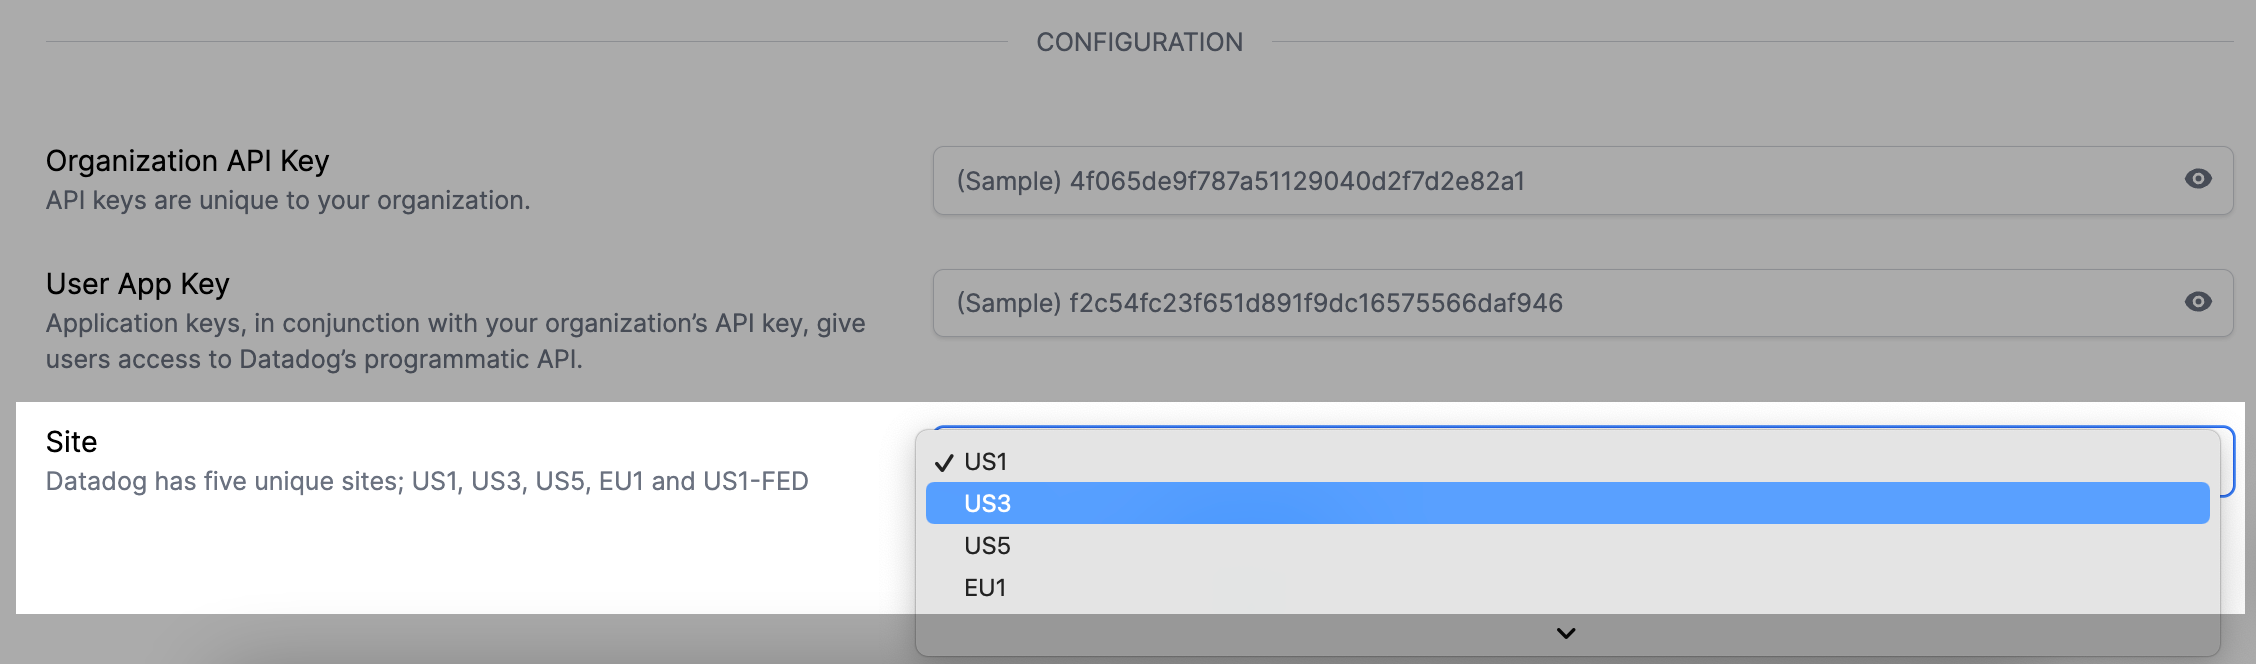 CONFIGURATION
Organization API Key
API keys are unique to your organization.
(Sample) 4f065de9f787a51129040d2f7d2e82a1
User App Key
Application keys, in conjunction with your organization’s API key, give
users access to Datadog’s programmatic API.
(Sample) f2c54fc23f651d891f9dc16575566daf946
Site
Datadog has five unique sites; US1, US3, US5, EU1 and US1-FED
US1
US3
US5
EU1